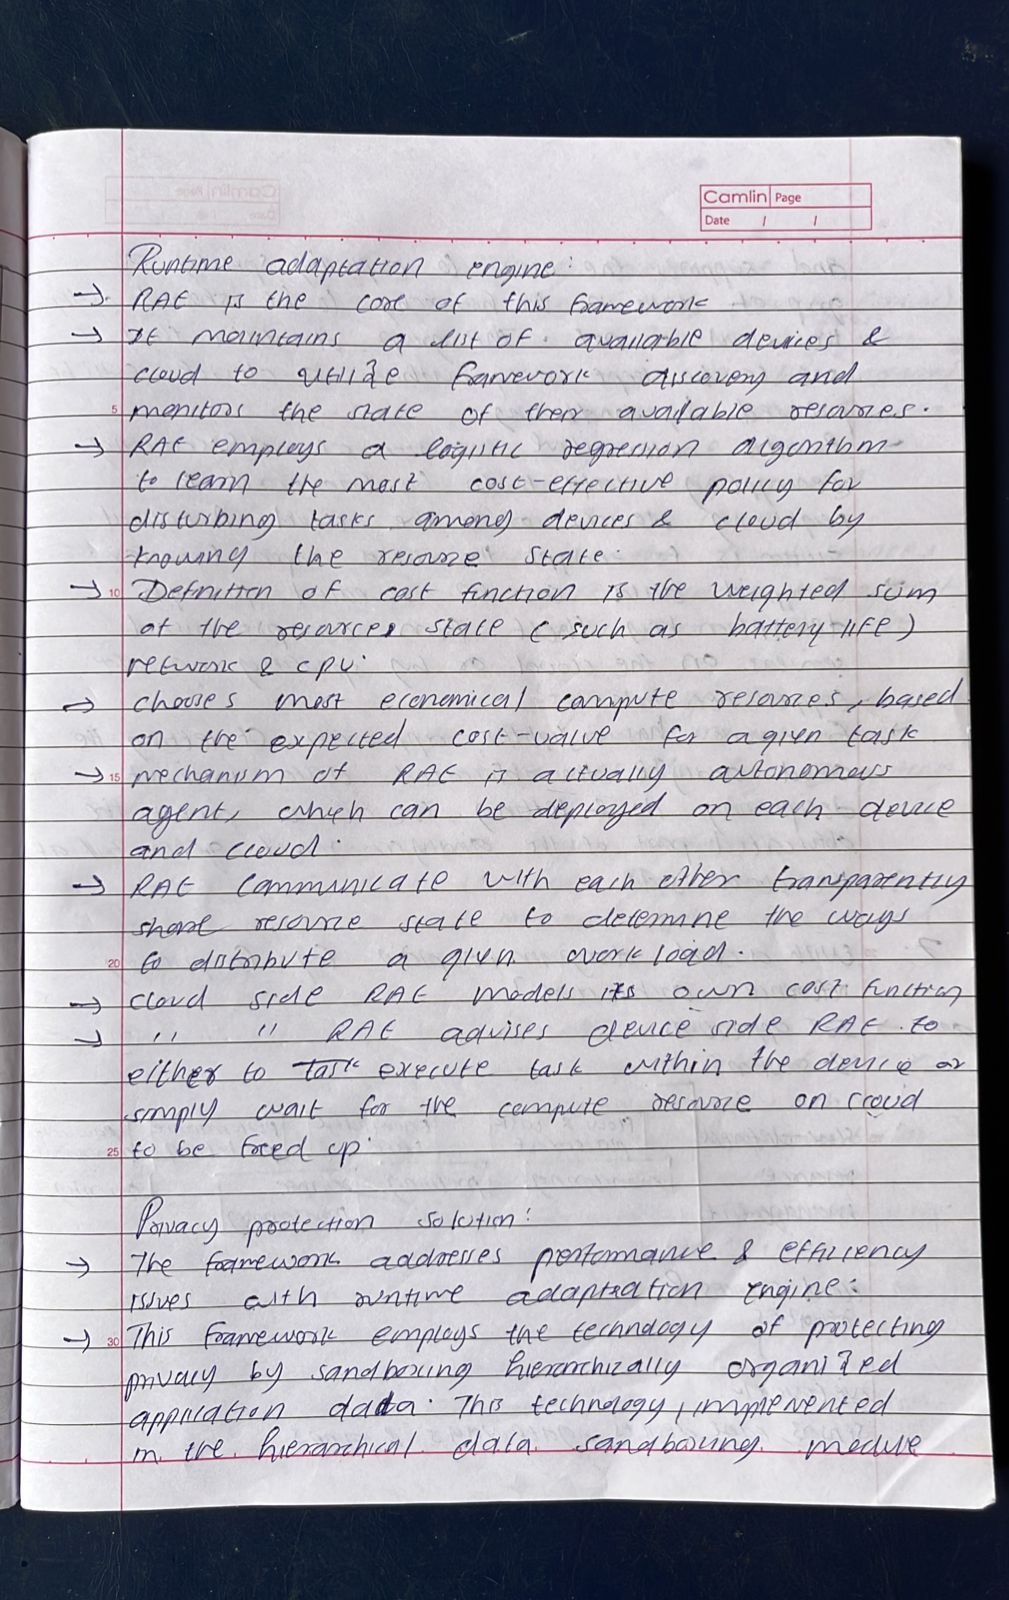 Camlin Page
Date / /
Runtime adaptation engine:
→ RAE is the core of this framework
→ It maintains a list of available devices &
cloud to utilize framework discovery and
5 monitors the state of their available resources.
→ RAE employs a logistic regression algorithm
to learn the most cost-effective policy for
disturbing tasks among devices & cloud by
knowing the resource state.
→ 10 Definition of cost function is the weighted sum
of the resources state (such as battery life)
network & cpu.
→ chooses most economical compute resources, based
on the expected cost-value for a given task
→ 15 mechanism of RAE is actually autonomous
agent, which can be deployed on each device
and cloud.
→ RAE communicate with each other transparently
share resource state to determine the ways
20 to distribute a given work load.
→ cloud side RAE models its own cost function
→ " " RAE advises device side RAE to
either to execute task within the device or
simply wait for the compute resource on cloud
25 to be freed up.
Privacy protection solution:
→ The framework addresses performance & efficiency
issues with runtime adaptation engine.
→ 30 This framework employs the technology of protecting
privacy by sandboxing hierarchically organized
application data. This technology, implemented
in the hierarchical data sandboxing module